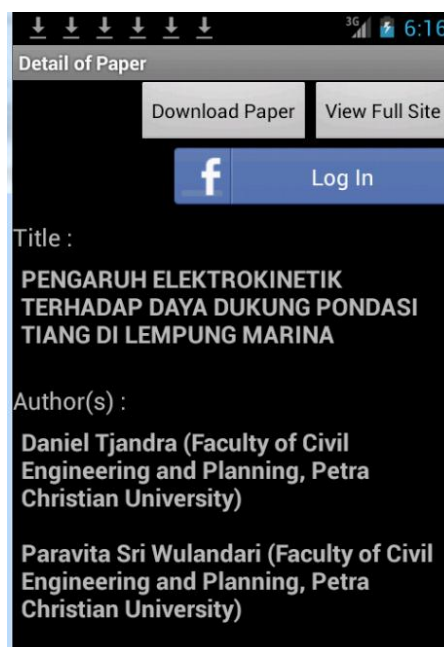 3G 6:16
Detail of Paper
Download Paper View Full Site
f Log In
Title :
PENGARUH ELEKTROKINETIK
TERHADAP DAYA DUKUNG PONDASI
TIANG DI LEMPUNG MARINA
Author(s) :
Daniel Tjandra (Faculty of Civil
Engineering and Planning, Petra
Christian University)
Paravita Sri Wulandari (Faculty of Civil
Engineering and Planning, Petra
Christian University)